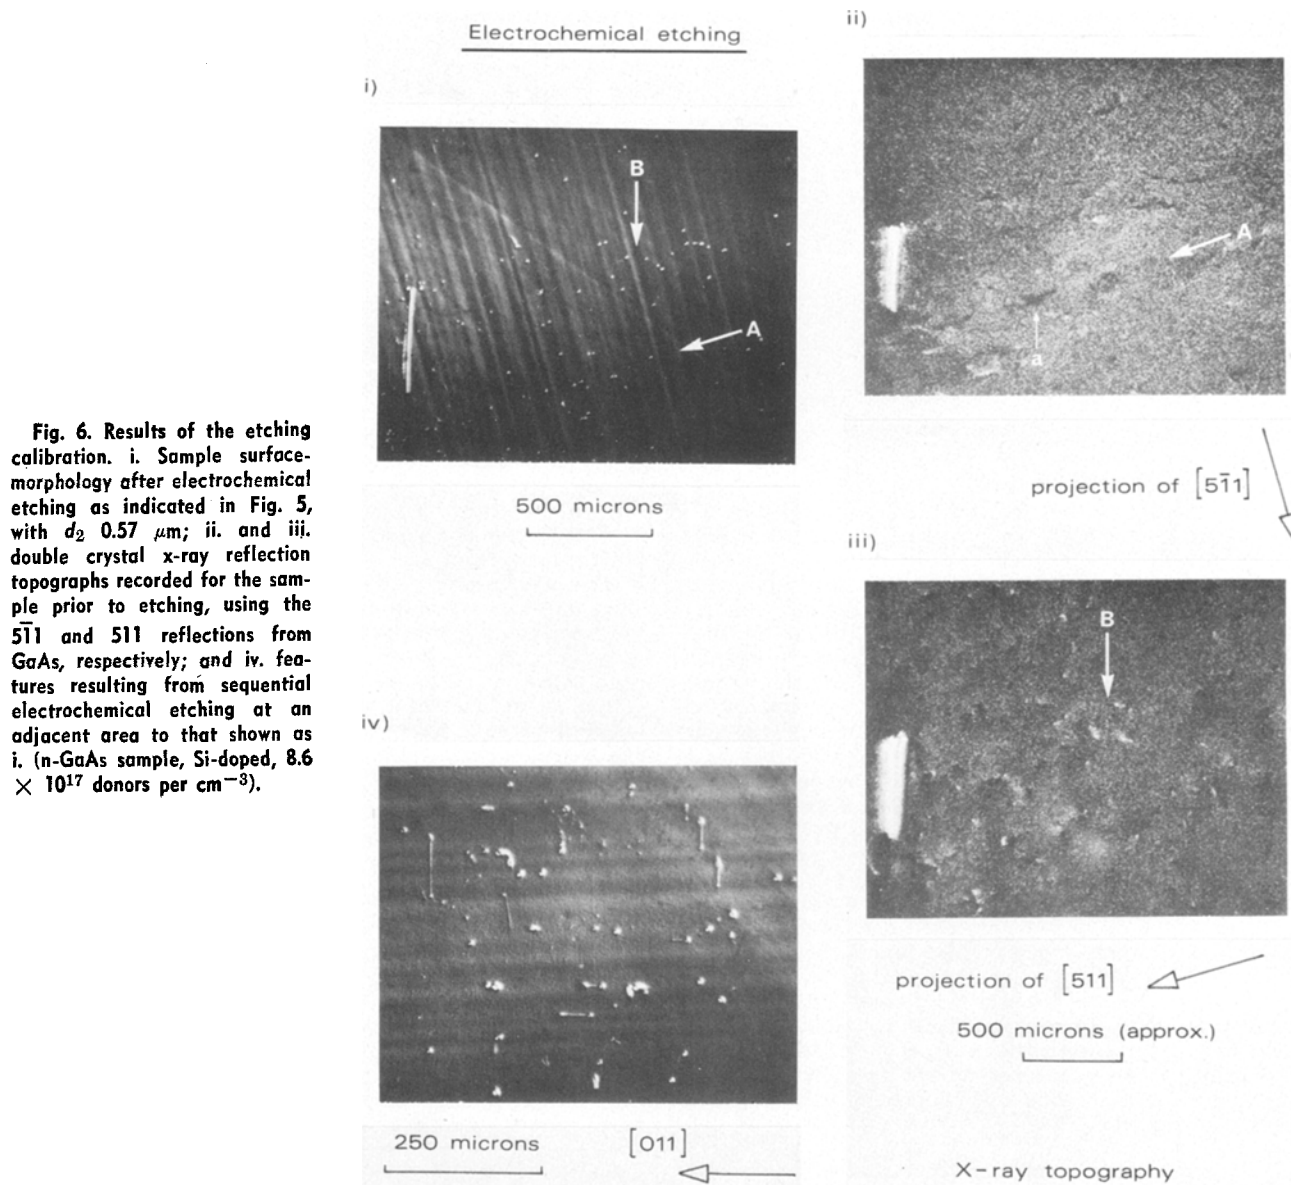 Electrochemical etching
i)
B
A
500 microns
ii)
A
a
projection of [51̅1]
iii)
B
projection of [511]
500 microns (approx.)
X-ray topography
iv)
250 microns
[011]
Fig. 6. Results of the etching
calibration. i. Sample surface-
morphology after electrochemical
etching as indicated in Fig. 5,
with d₂ 0.57 μm; ii. and iii.
double crystal x-ray reflection
topographs recorded for the sam-
ple prior to etching, using the
51̅1 and 511 reflections from
GaAs, respectively; and iv. fea-
tures resulting from sequential
electrochemical etching at an
adjacent area to that shown as
i. (n-GaAs sample, Si-doped, 8.6
× 10¹⁷ donors per cm⁻³).